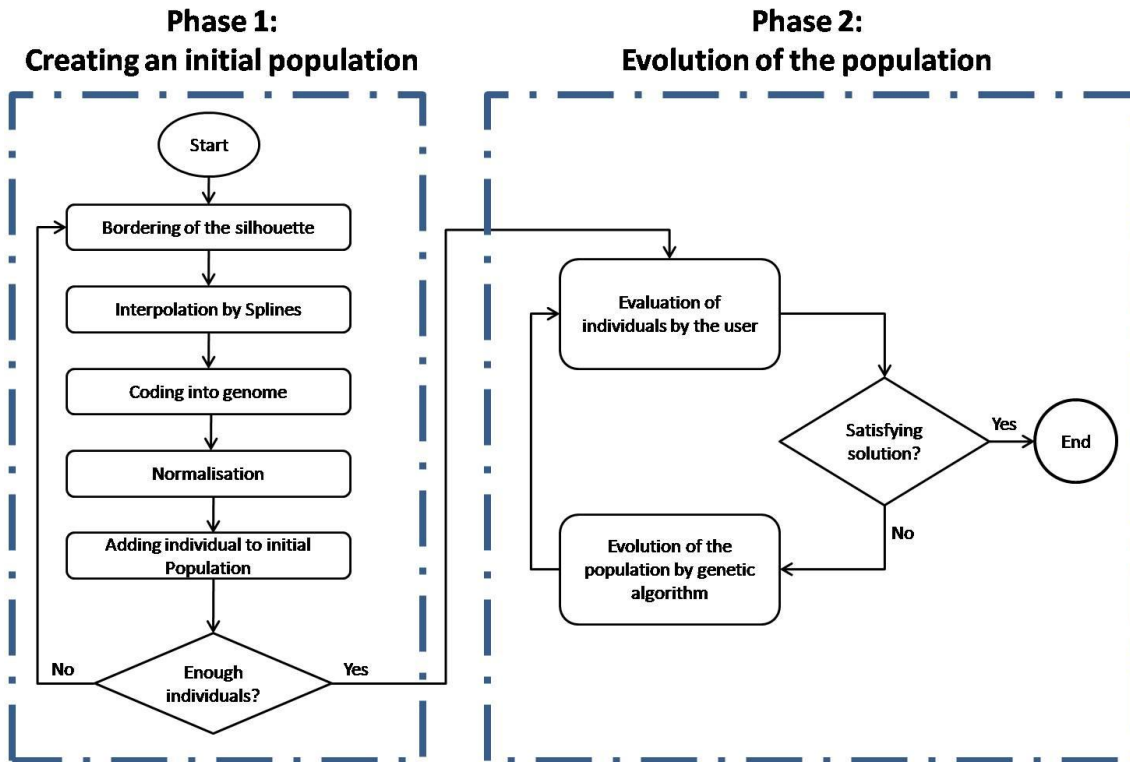 Phase 1:
Creating an initial population
Start
Bordering of the silhouette
Interpolation by Splines
Coding into genome
Normalisation
Adding individual to initial
Population
Enough
individuals?
No
Yes
Phase 2:
Evolution of the population
Evaluation of
individuals by the user
Satisfying
solution?
Yes
End
No
Evolution of the
population by genetic
algorithm